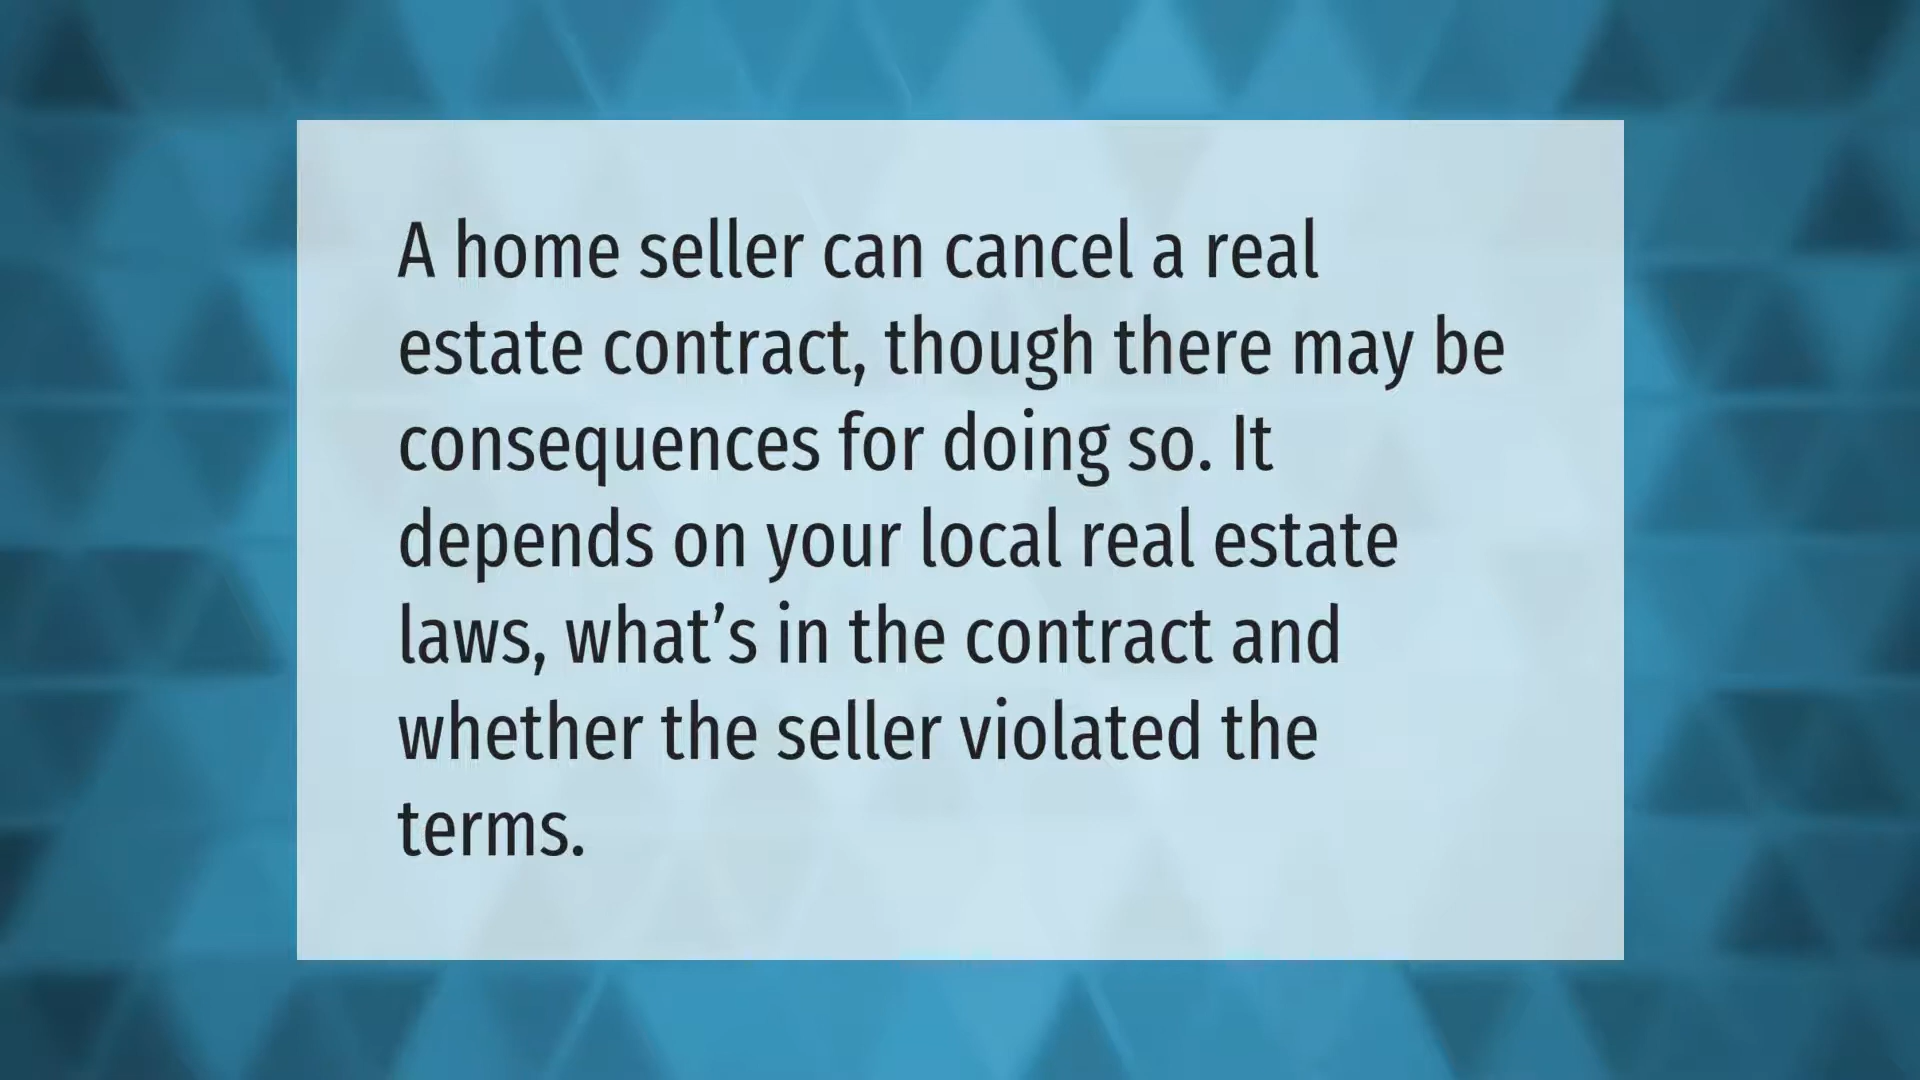 A home seller can cancel a real
estate contract, though there may be
consequences for doing so. It
depends on your local real estate
laws, what’s in the contract and
whether the seller violated the
terms.